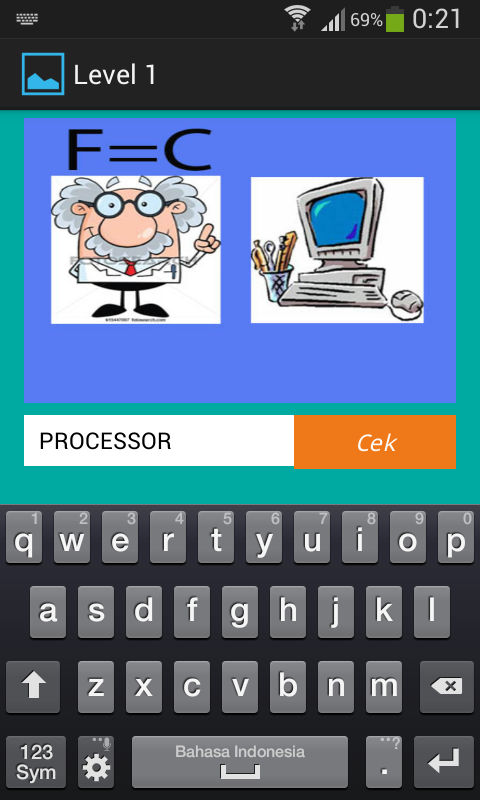 69% 0:21
Level 1
F=C
PROCESSOR
Cek
1 2 3 4 5 6 7 8 9 0
q w e r t y u i o p
a s d f g h j k l
z x c v b n m
123
Sym
Bahasa Indonesia
. ?